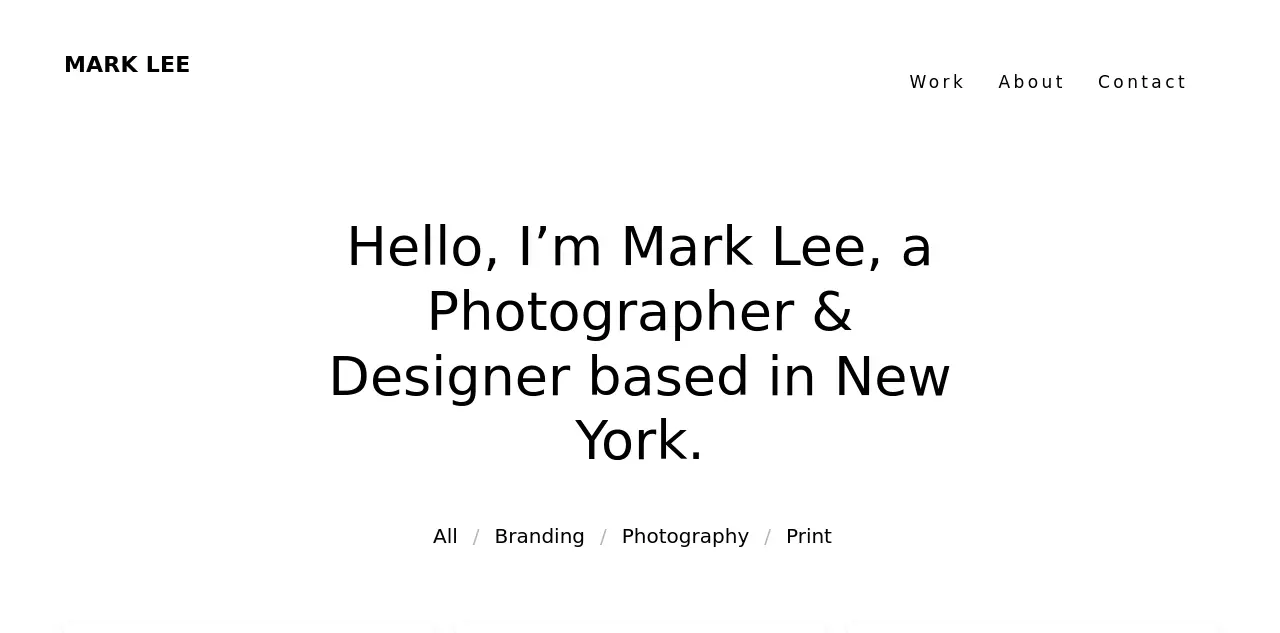 MARK LEE
Work About Contact
Hello, I’m Mark Lee, a
Photographer &
Designer based in New
York.
All / Branding / Photography / Print